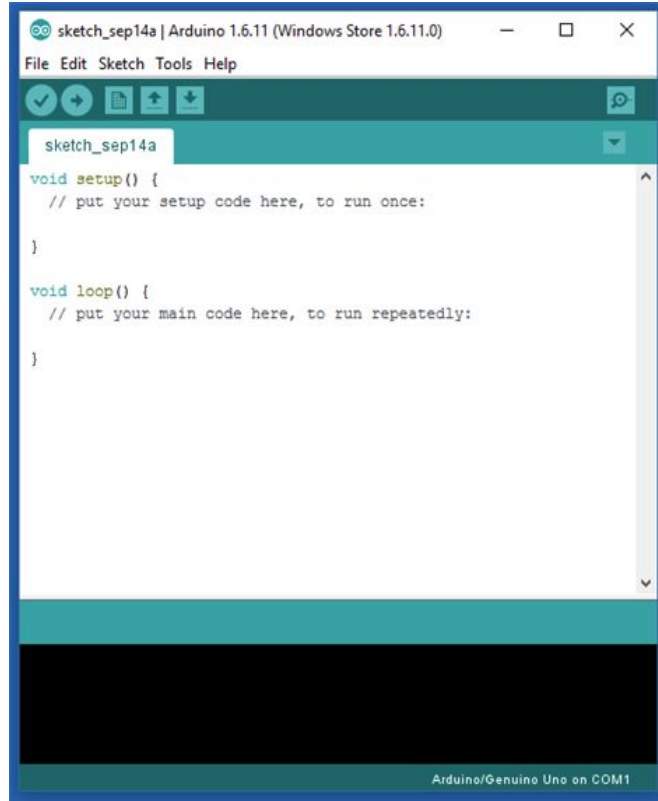 sketch_sep14a | Arduino 1.6.11 (Windows Store 1.6.11.0)
File Edit Sketch Tools Help
sketch_sep14a
void setup() {
// put your setup code here, to run once:
}
void loop() {
// put your main code here, to run repeatedly:
}
Arduino/Genuino Uno on COM1